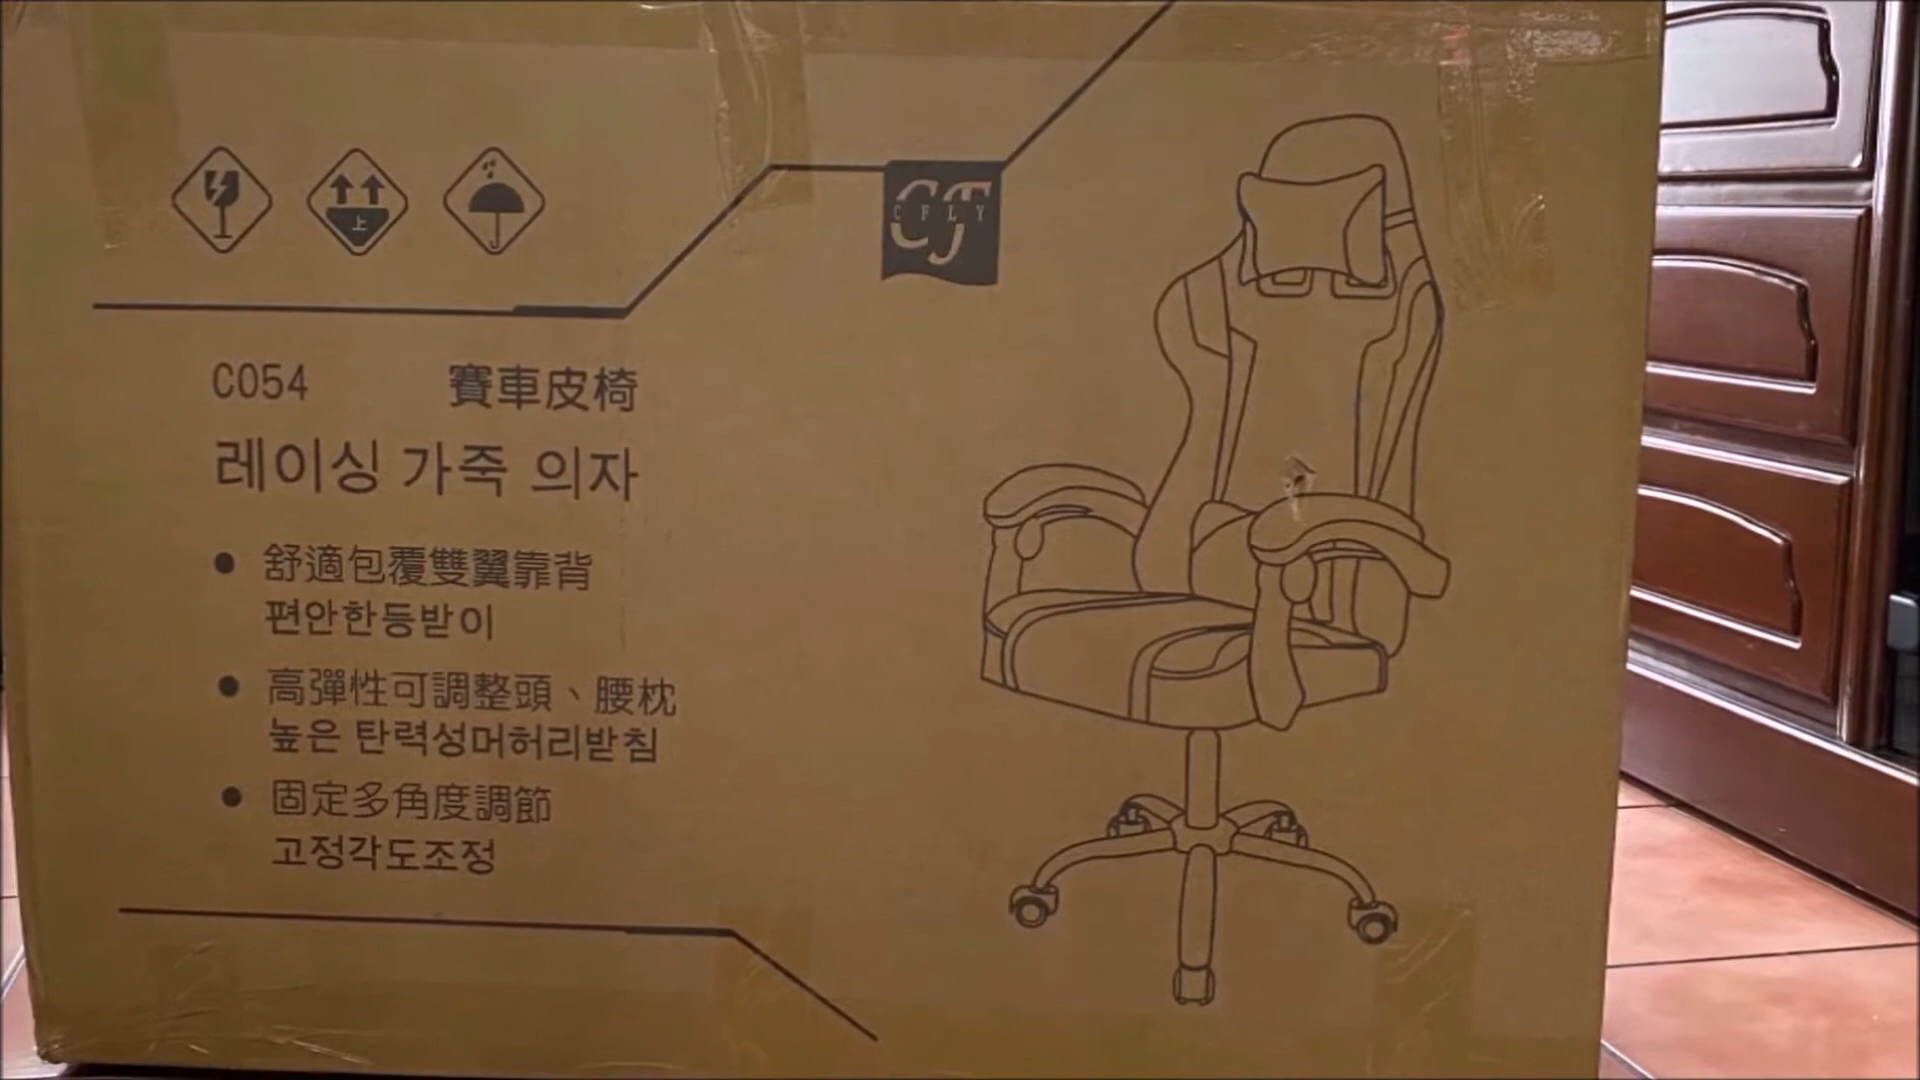 上
CFLY
C054 賽車皮椅
레이싱 가죽 의자
● 舒適包覆雙翼靠背
편안한등받이
● 高彈性可調整頭、腰枕
높은 탄력성머허리받침
● 固定多角度調節
고정각도조정